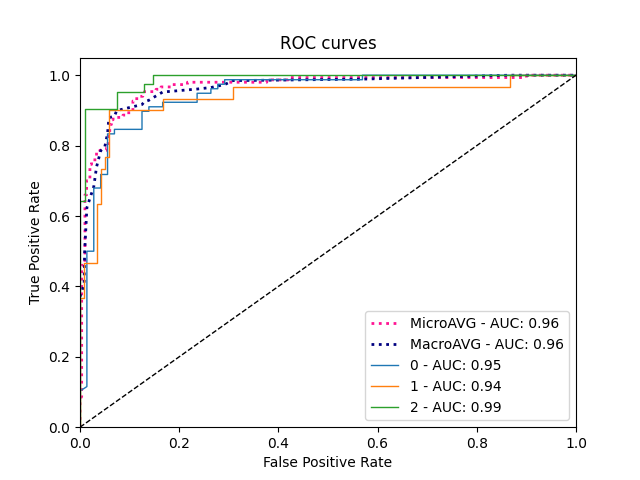 ROC curves
True Positive Rate
1.0
0.8
0.6
0.4
0.2
0.0
0.0 0.2 0.4 0.6 0.8 1.0
False Positive Rate
MicroAVG - AUC: 0.96
MacroAVG - AUC: 0.96
0 - AUC: 0.95
1 - AUC: 0.94
2 - AUC: 0.99